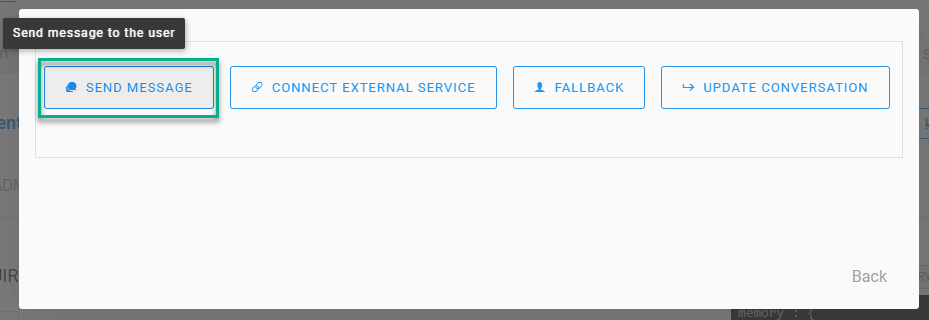 Send message to the user
SEND MESSAGE
CONNECT EXTERNAL SERVICE
FALLBACK
UPDATE CONVERSATION
Back
memory : {